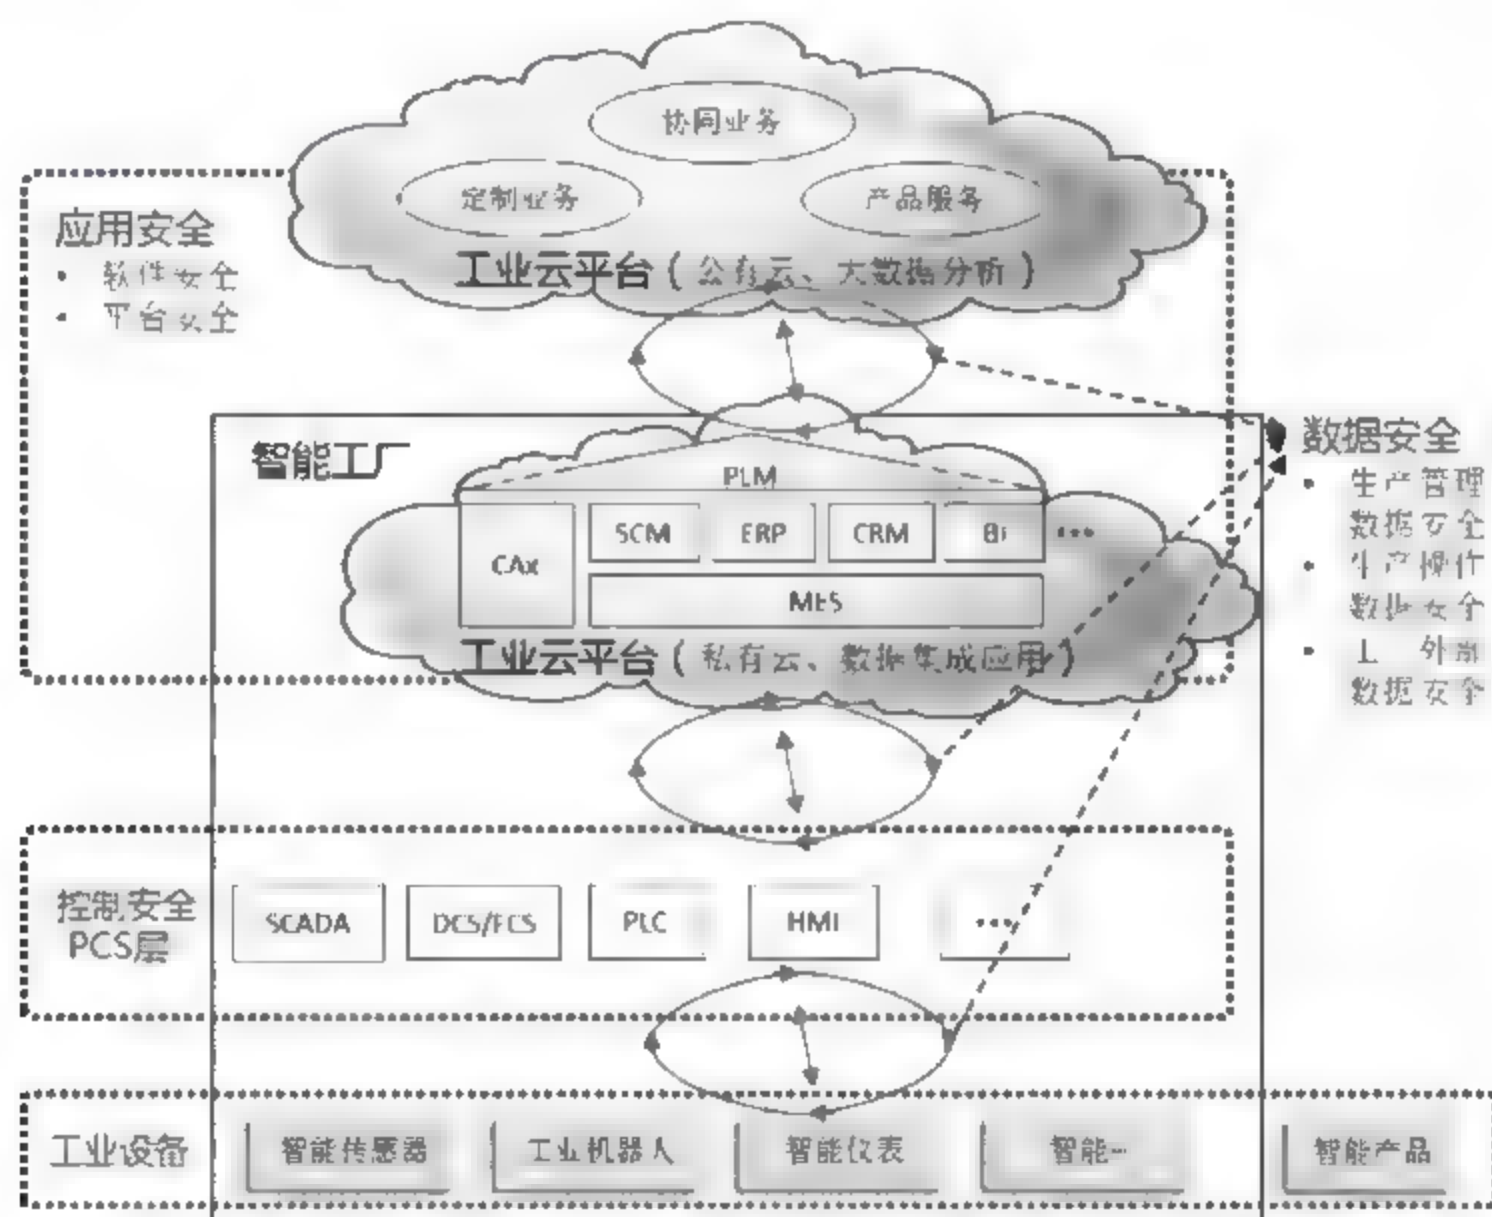 协同业务
定制业务
产品服务
工业云平台(公有云、大数据分析)
应用安全
• 软件安全
• 平台安全
智能工厂
PLM
CAx
SCM
ERP
CRM
BI
...
MES
工业云平台(私有云、数据集成应用)
数据安全
• 生产管理
数据安全
• 生产操作
数据安全
• 外部
数据安全
控制安全
PCS层
SCADA
DCS/FCS
PLC
HMI
...
工业设备
智能传感器
工业机器人
智能仪表
智能...
智能产品